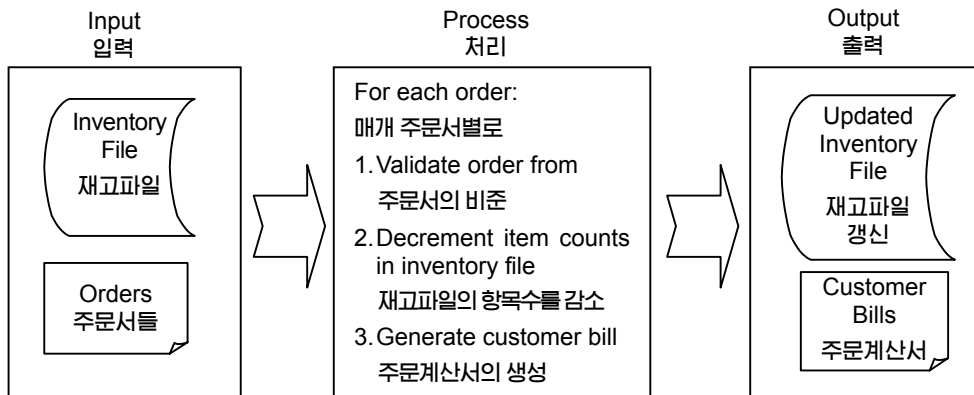 Input
입력
Inventory
File
재고파일
Orders
주문서들
Process
처리
For each order:
매개 주문서별로
1. Validate order from
주문서의 비준
2. Decrement item counts
in inventory file
재고파일의 항목수를 감소
3. Generate customer bill
주문계산서의 생성
Output
출력
Updated
Inventory
File
재고파일
갱신
Customer
Bills
주문계산서